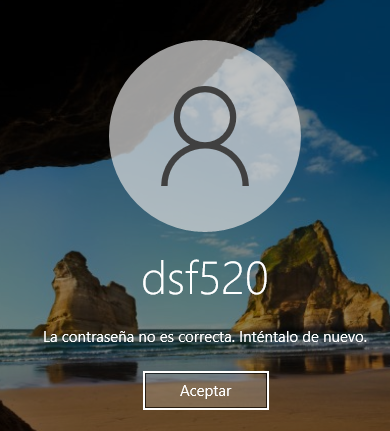 dsf520
La contraseña no es correcta. Inténtalo de nuevo.
Aceptar